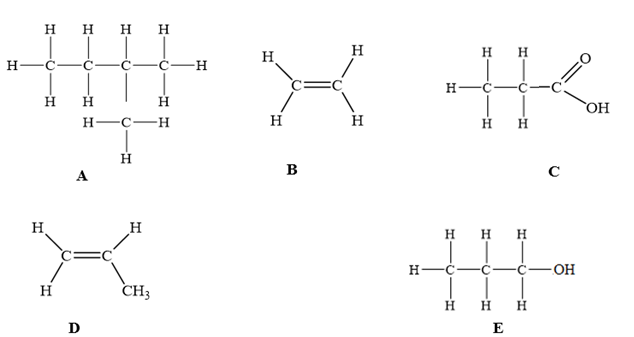 H H H H
H C C C C H
H H H
H C H
H
A
H H
C C
H H
B
H H O
H C C C
OH
H H
C
H H
C C
H CH3
D
H H H
H C C C OH
H H H
E